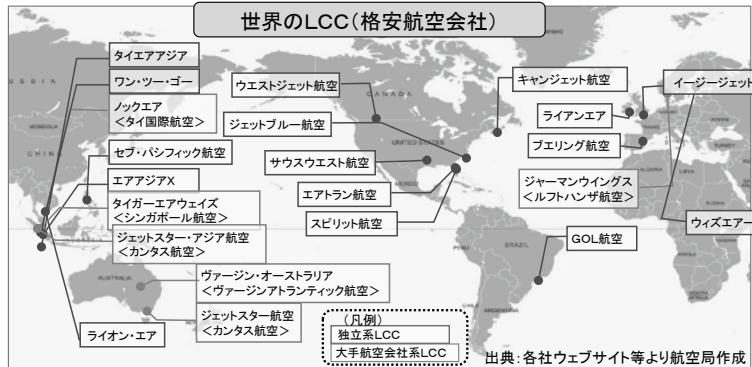 世界のLCC(格安航空会社)
タイエアアジア
ワン・ツー・ゴー
ノックエア
<タイ国際航空>
セブ・パシフィック航空
エアアジアX
タイガーエアウェイズ
<シンガポール航空>
ジェットスター・アジア航空
<カンタス航空>
ヴァージン・オーストラリア
<ヴァージンアトランティック航空>
ジェットスター航空
<カンタス航空>
ライオン・エア
ウエストジェット航空
ジェットブルー航空
サウスウエスト航空
エアトラン航空
スピリット航空
キャンジェット航空
イージージェット
ライアンエア
ブエリング航空
ジャーマンウイングス
<ルフトハンザ航空>
ウィズエアー
GOL航空
(凡例)
独立系LCC
大手航空会社系LCC
出典:各社ウェブサイト等より航空局作成
CANADA
UNITED STATES
MEXICO
BRAZIL
PERU
CHILE
ARGENTINA
AUSTRALIA
CHINA
MONGOLIA
RUSSIA
LIBYA